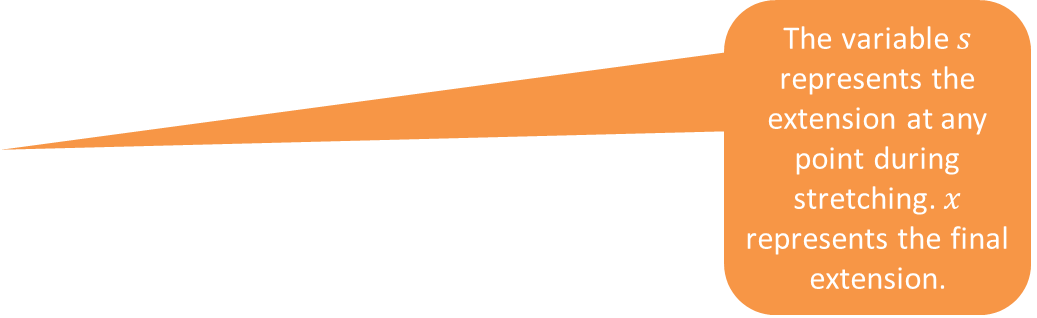 The variable 𝑠
represents the
extension at any
point during
stretching. 𝑥
represents the final
extension.